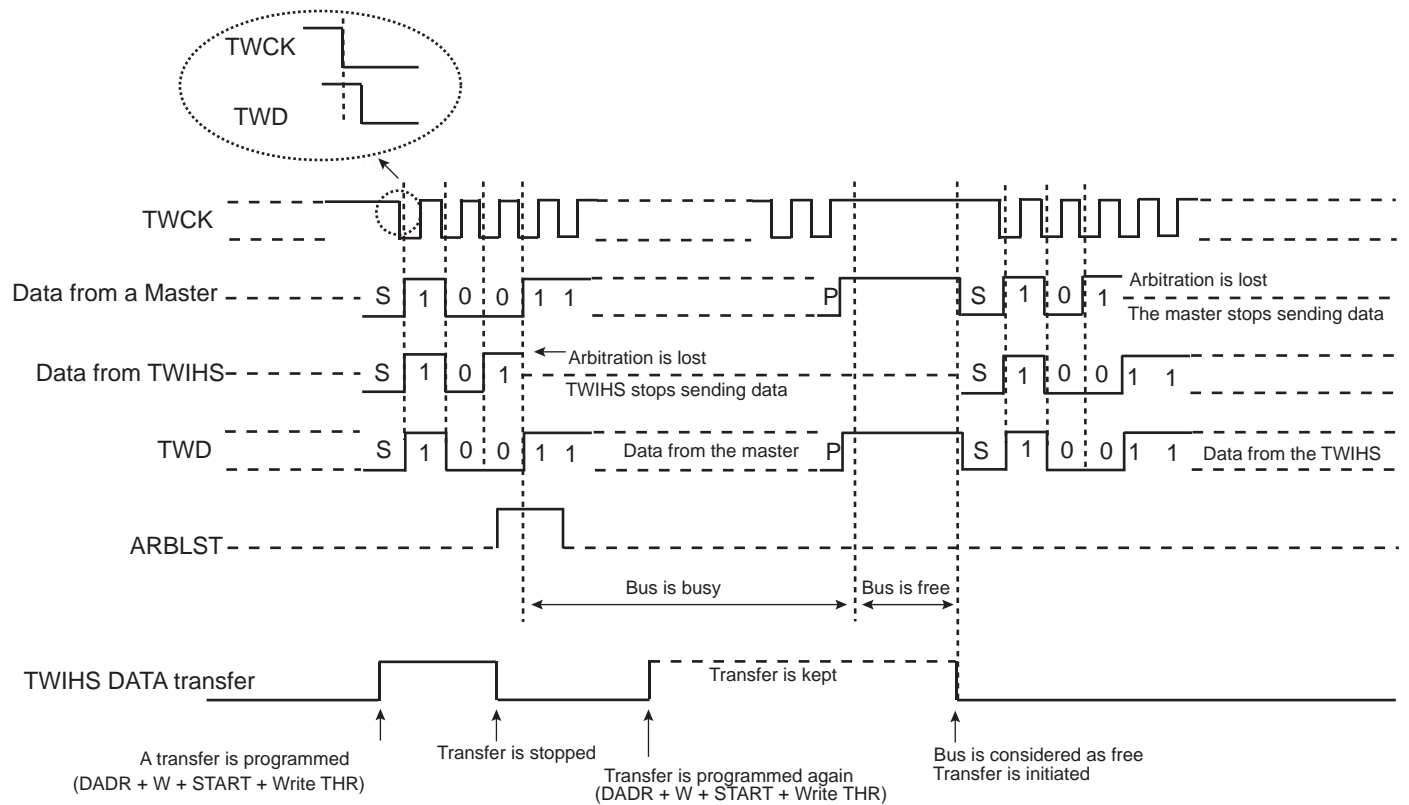 TWCK
TWD
TWCK
Data from a Master S 1 0 0 1 1 P S 1 0 1 Arbitration is lost
The master stops sending data
Data from TWIHS S 1 0 1 Arbitration is lost S 1 0 0 1 1
TWIHS stops sending data
TWD S 1 0 0 1 1 Data from the master P S 1 0 0 1 1 Data from the TWIHS
ARBLST
Bus is busy Bus is free
TWIHS DATA transfer Transfer is kept
A transfer is programmed
(DADR + W + START + Write THR)
Transfer is stopped
Transfer is programmed again
(DADR + W + START + Write THR)
Bus is considered as free
Transfer is initiated